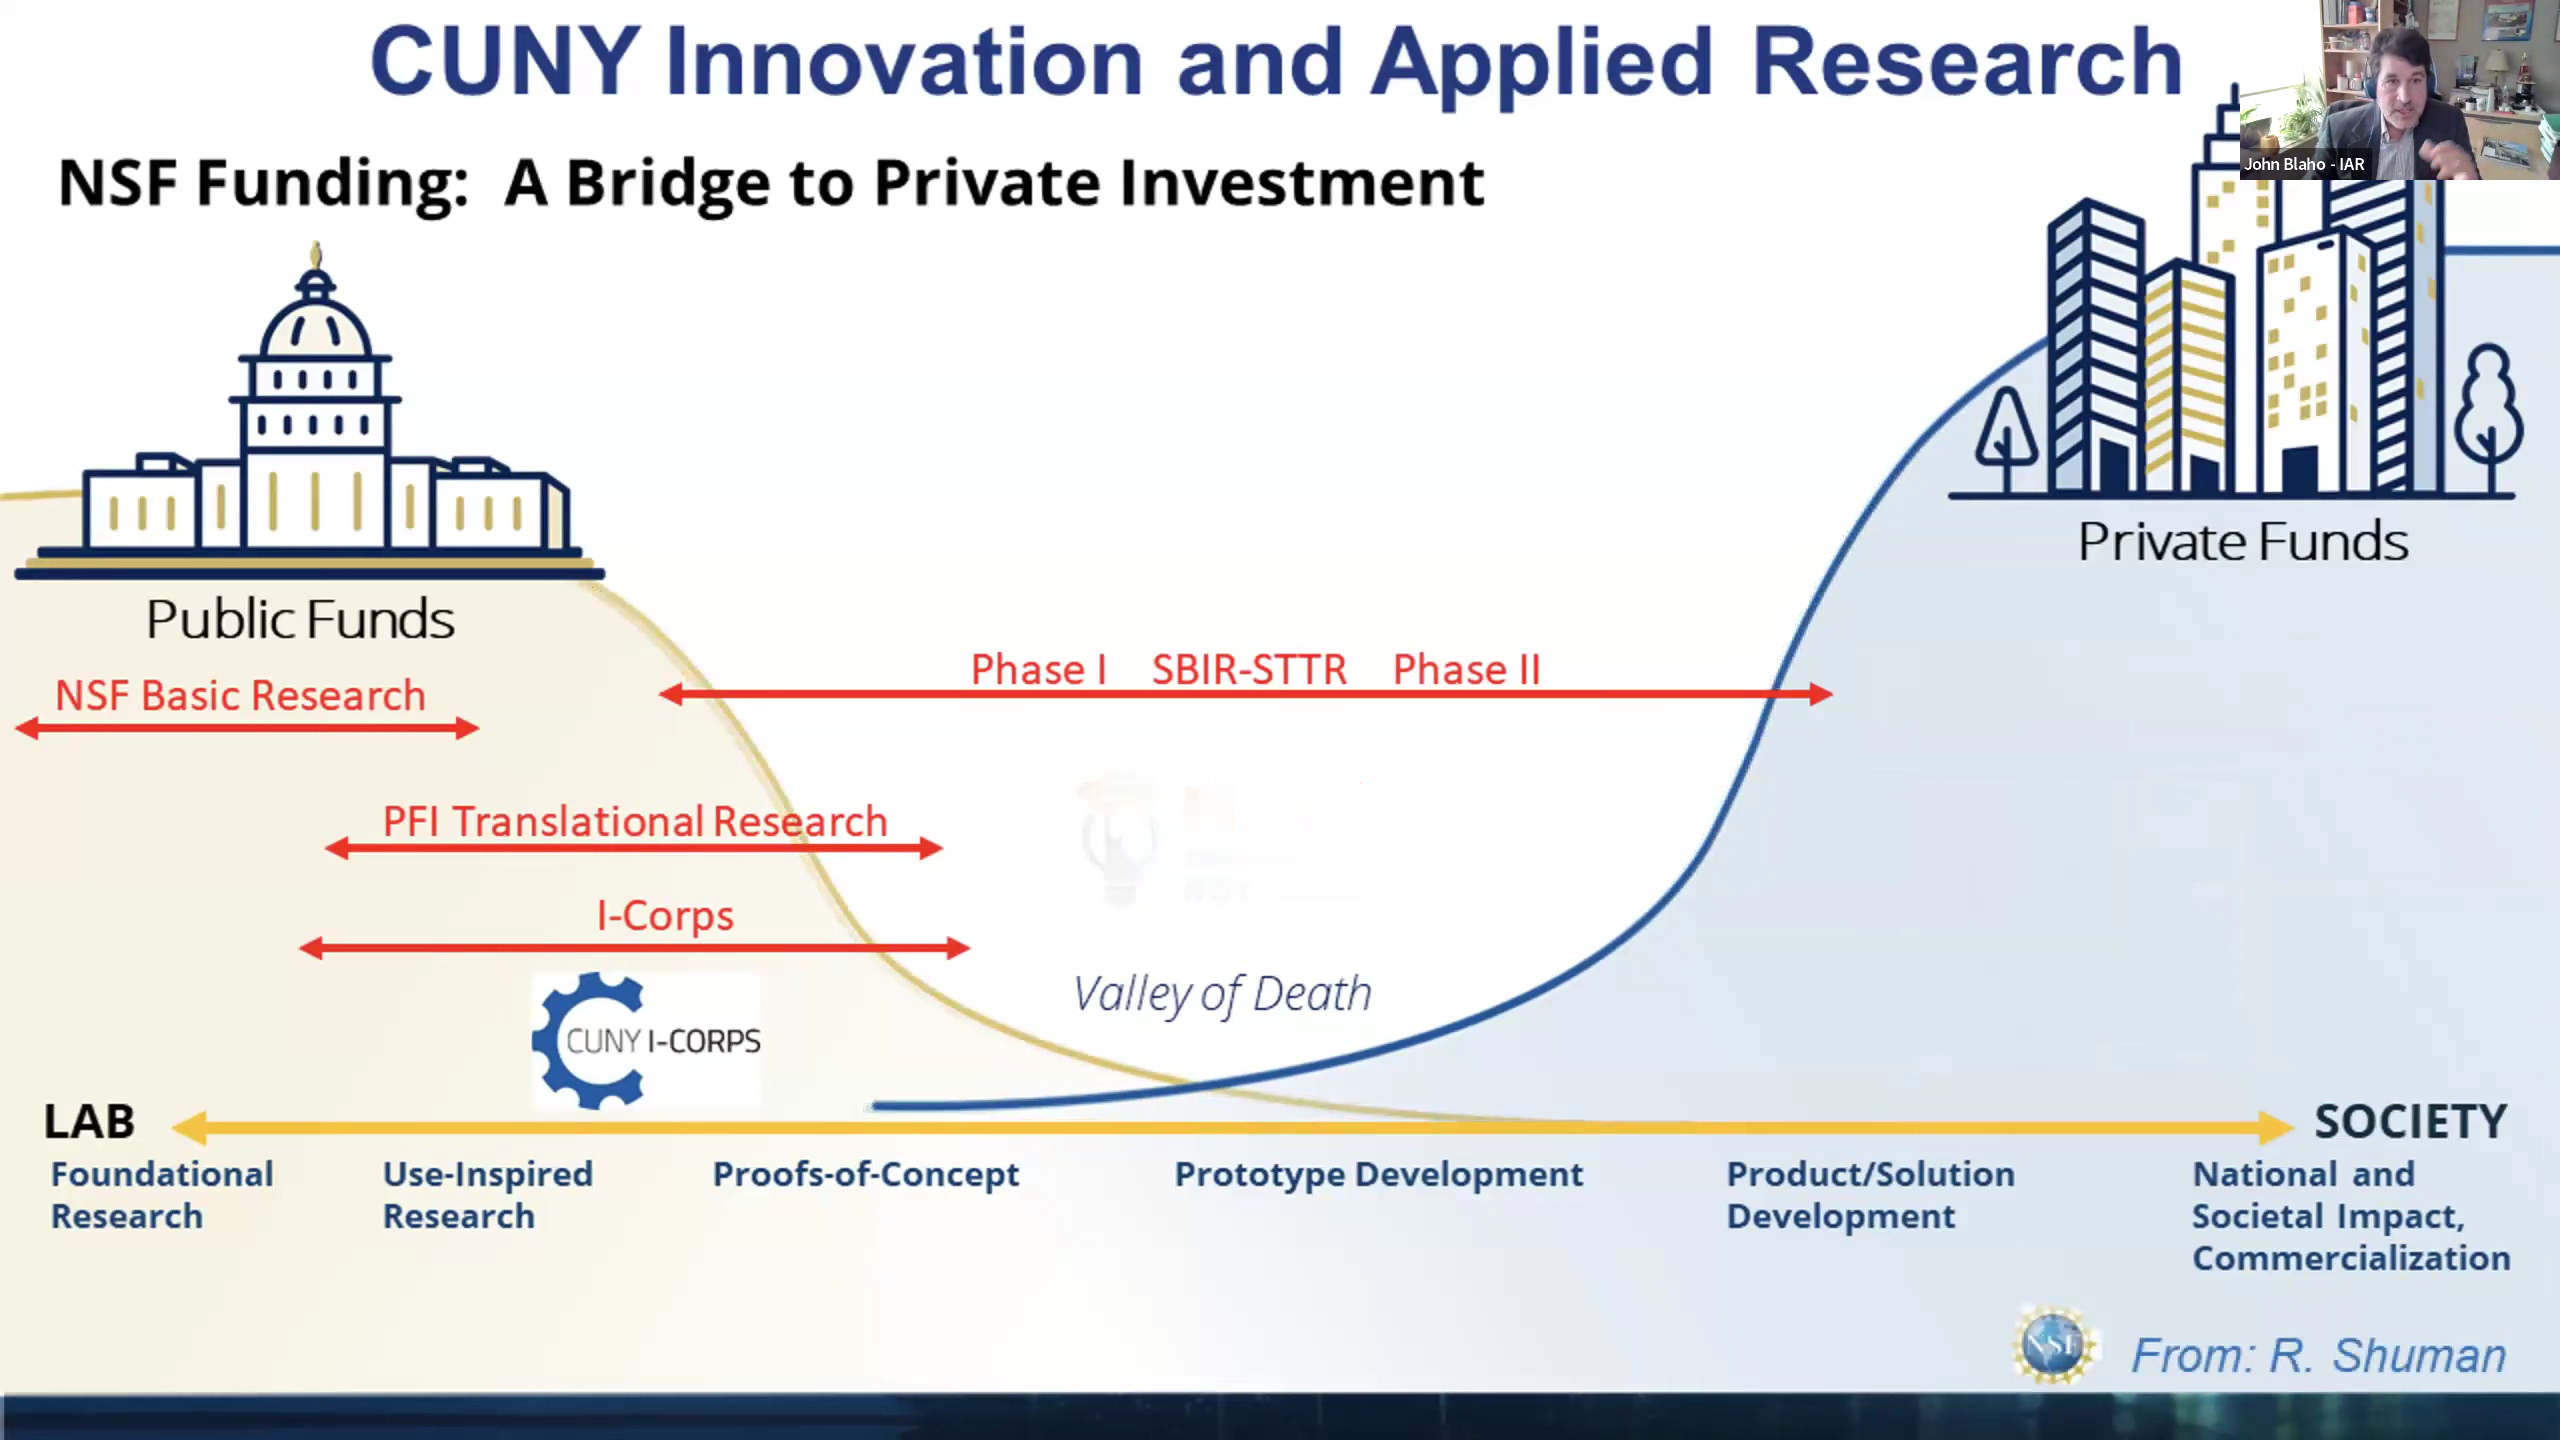 CUNY Innovation and Applied Research
John Blaho - IAR
NSF Funding: A Bridge to Private Investment
Private Funds
Public Funds
Phase I SBIR-STTR Phase II
NSF Basic Research
PFI Translational Research
I-Corps
Valley of Death
CUNY I-CORPS
LAB
SOCIETY
Foundational
Research
Use-Inspired
Research
Proofs-of-Concept
Prototype Development
Product/Solution
Development
National and
Societal Impact,
Commercialization
NSF
From: R. Shuman